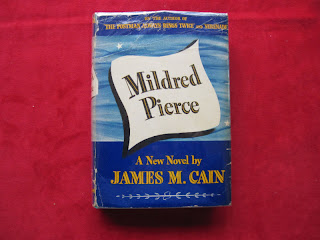 BY THE AUTHOR OF
THE POSTMAN ALWAYS RINGS TWICE AND SERENADE
Mildred
Pierce
A New Novel by
JAMES M. CAIN